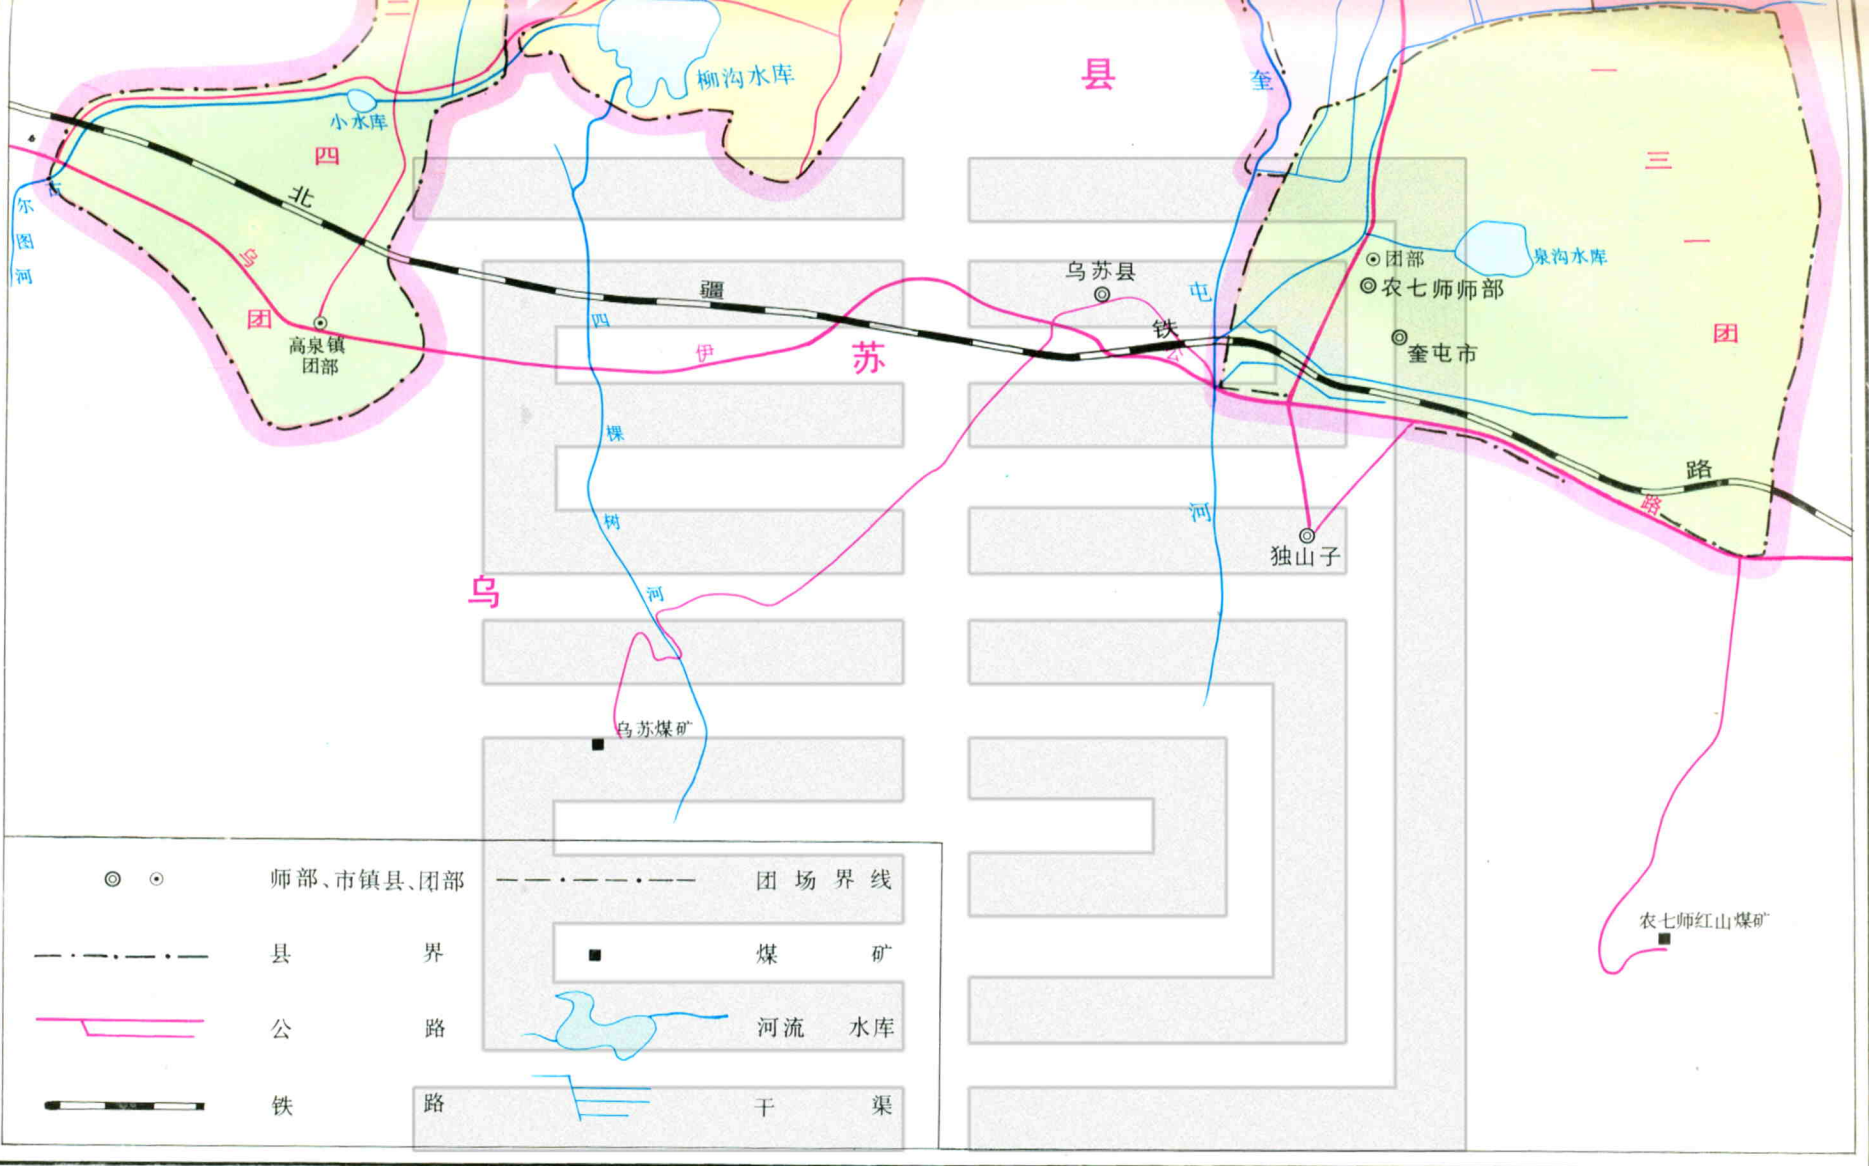 二
县
奎
一
柳沟水库
小水库
四
三
北
古
尔
图
河
一
乌
泉沟水库
团部
乌苏县
农七师师部
疆
屯
团
四
铁
团
高泉镇
团部
伊
苏
公
奎屯市
棵
路
路
树
河
独山子
乌
河
乌苏煤矿
农七师红山煤矿
师部、市镇县、团部
团场界线
县界
煤矿
公路
河流 水库
铁路
干渠